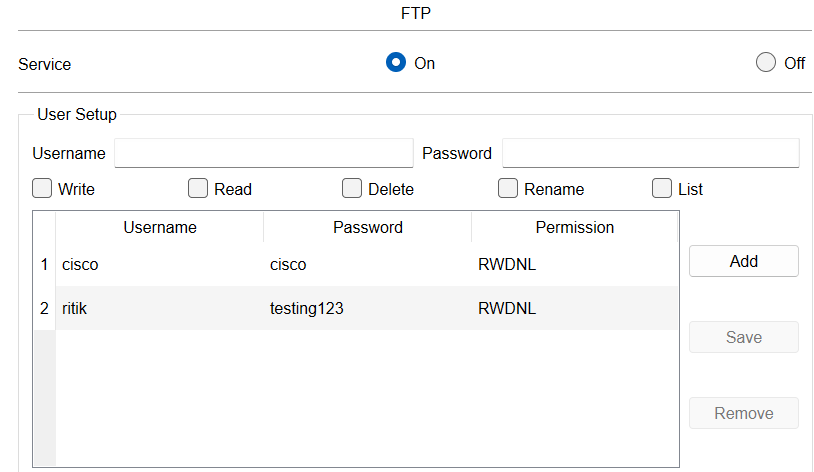 FTP
Service On Off
User Setup
Username Password
Write Read Delete Rename List
Username Password Permission
1 cisco cisco RWDNL
Add
2 ritik testing123 RWDNL
Save
Remove